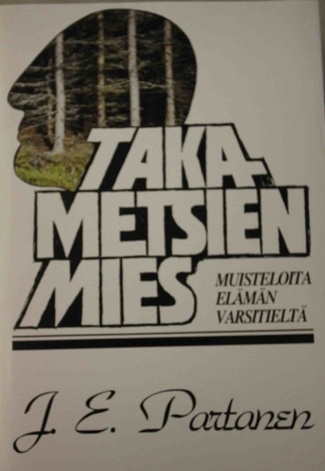 TAKA-
METSIEN
MIES
MUISTELOITA
ELÄMÄN
VARSITIELTÄ
J. E. Partanen